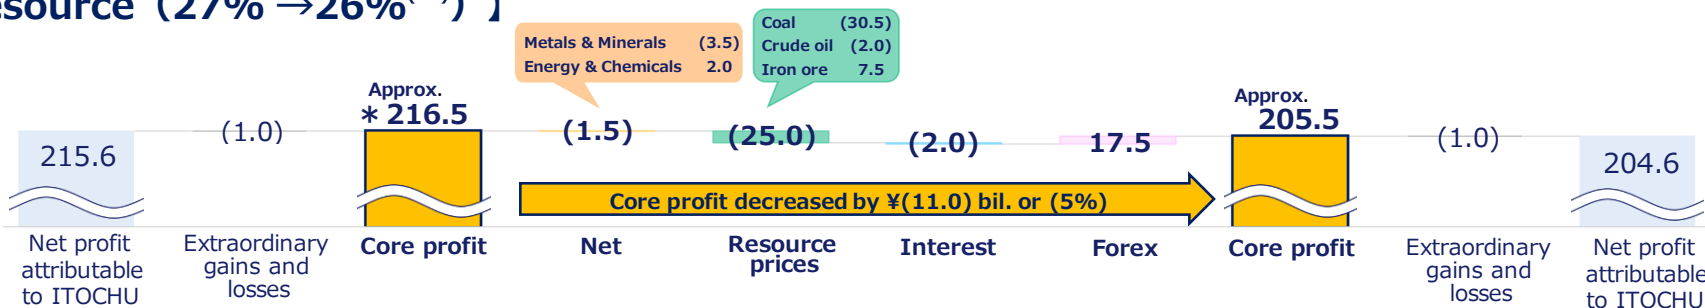 esource（27% →26%
）】
Metals & Minerals (3.5)
Energy & Chemicals 2.0
Coal (30.5)
Crude oil (2.0)
Iron ore 7.5
215.6
(1.0)
Approx.
＊216.5
(1.5)
(25.0)
(2.0)
17.5
Approx.
205.5
(1.0)
204.6
Core profit decreased by ¥(11.0) bil. or (5%)
Net profit
attributable
to ITOCHU
Extraordinary
gains and
losses
Core profit
Net
Resource
prices
Interest
Forex
Core profit
Extraordinary
gains and
losses
Net profit
attributable
to ITOCHU